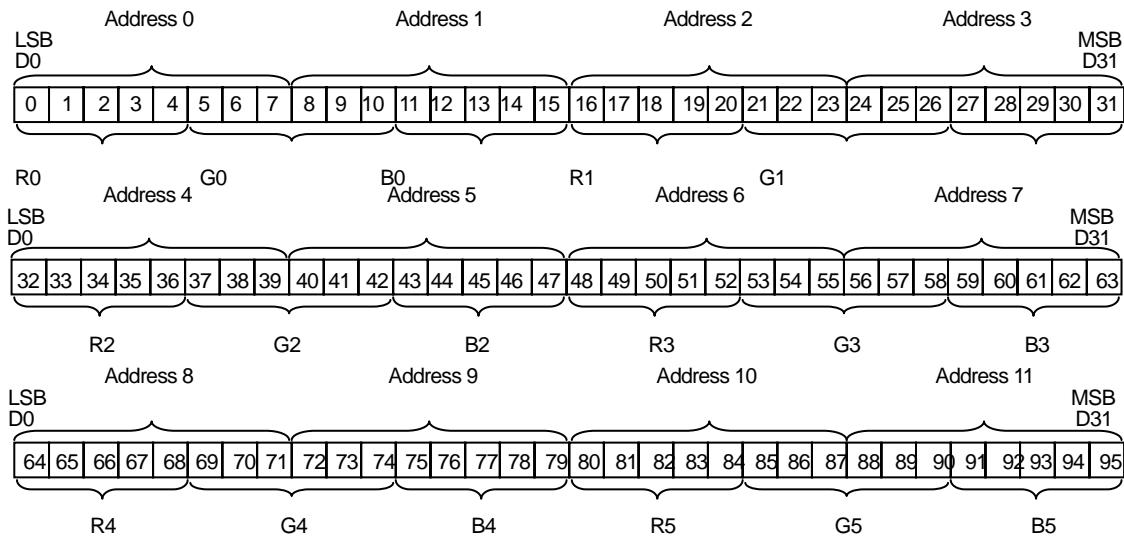 Address 0 Address 1 Address 2 Address 3
LSB MSB
D0 D31
0 1 2 3 4 5 6 7 8 9 10 11 12 13 14 15 16 17 18 19 20 21 22 23 24 25 26 27 28 29 30 31
R0 G0 B0 R1 G1
Address 4 Address 5 Address 6 Address 7
LSB MSB
D0 D31
32 33 34 35 36 37 38 39 40 41 42 43 44 45 46 47 48 49 50 51 52 53 54 55 56 57 58 59 60 61 62 63
R2 G2 B2 R3 G3 B3
Address 8 Address 9 Address 10 Address 11
LSB MSB
D0 D31
64 65 66 67 68 69 70 71 72 73 74 75 76 77 78 79 80 81 82 83 84 85 86 87 88 89 90 91 92 93 94 95
R4 G4 B4 R5 G5 B5